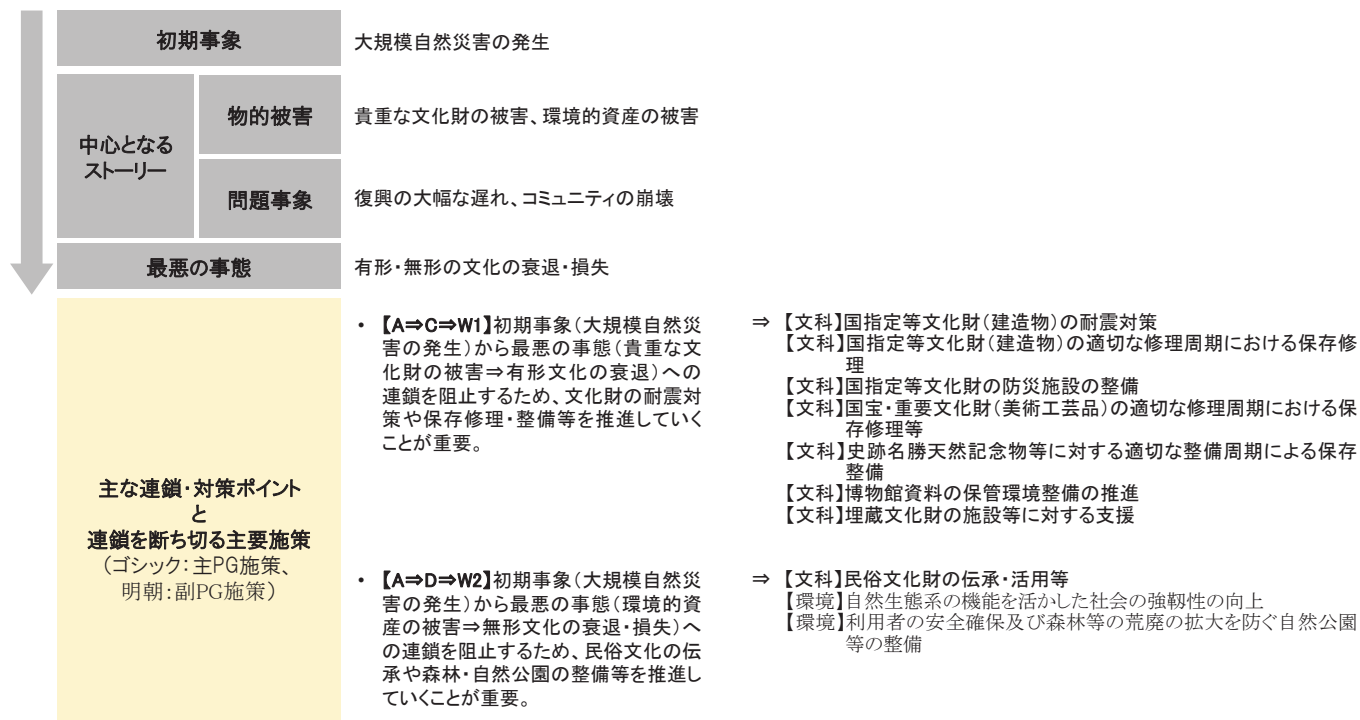 初期事象
大規模自然災害の発生
中心となる
ストーリー
物的被害
貴重な文化財の被害、環境的資産の被害
問題事象
復興の大幅な遅れ、コミュニティの崩壊
最悪の事態
有形・無形の文化の衰退・損失
主な連鎖・対策ポイント
と
連鎖を断ち切る主要施策
（ゴシック：主PG施策、
明朝：副PG施策）
・ 【A⇒C⇒W1】初期事象（大規模自然災
害の発生）から最悪の事態（貴重な文
化財の被害⇒有形文化の衰退）への
連鎖を阻止するため、文化財の耐震対
策や保存修理・整備等を推進していく
ことが重要。
⇒ 【文科】国指定等文化財（建造物）の耐震対策
【文科】国指定等文化財（建造物）の適切な修理周期における保存修
理
【文科】国指定等文化財の防災施設の整備
【文科】国宝・重要文化財（美術工芸品）の適切な修理周期における保
存修理等
【文科】史跡名勝天然記念物等に対する適切な整備周期による保存
整備
【文科】博物館資料の保管環境整備の推進
【文科】埋蔵文化財の施設等に対する支援
・ 【A⇒D⇒W2】初期事象（大規模自然災
害の発生）から最悪の事態（環境的資
産の被害⇒無形文化の衰退・損失）へ
の連鎖を阻止するため、民俗文化の伝
承や森林・自然公園の整備等を推進し
ていくことが重要。
⇒ 【文科】民俗文化財の伝承・活用等
【環境】自然生態系の機能を活かした社会の強靱性の向上
【環境】利用者の安全確保及び森林等の荒廃の拡大を防ぐ自然公園
等の整備